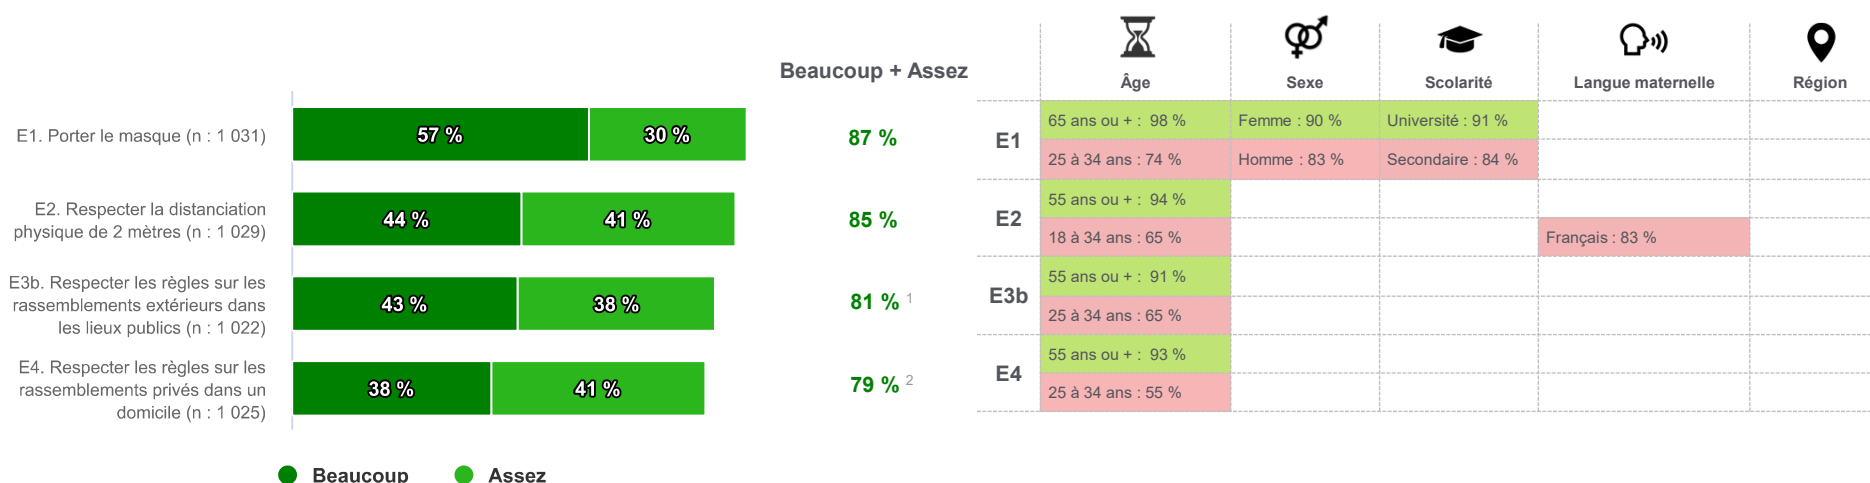 Beaucoup + Assez
Âge
Sexe
Scolarité
Langue maternelle
Région
E1. Porter le masque (n : 1 031)
57 %
30 %
87 %
E2. Respecter la distanciation
physique de 2 mètres (n : 1 029)
44 %
41 %
85 %
E3b. Respecter les règles sur les
rassemblements extérieurs dans
les lieux publics (n : 1 022)
43 %
38 %
81 % 1
E4. Respecter les règles sur les
rassemblements privés dans un
domicile (n : 1 025)
38 %
41 %
79 % 2
Beaucoup
Assez
E1
65 ans ou + : 98 %
Femme : 90 %
Université : 91 %
25 à 34 ans : 74 %
Homme : 83 %
Secondaire : 84 %
E2
55 ans ou + : 94 %
18 à 34 ans : 65 %
Français : 83 %
E3b
55 ans ou + : 91 %
25 à 34 ans : 65 %
E4
55 ans ou + : 93 %
25 à 34 ans : 55 %